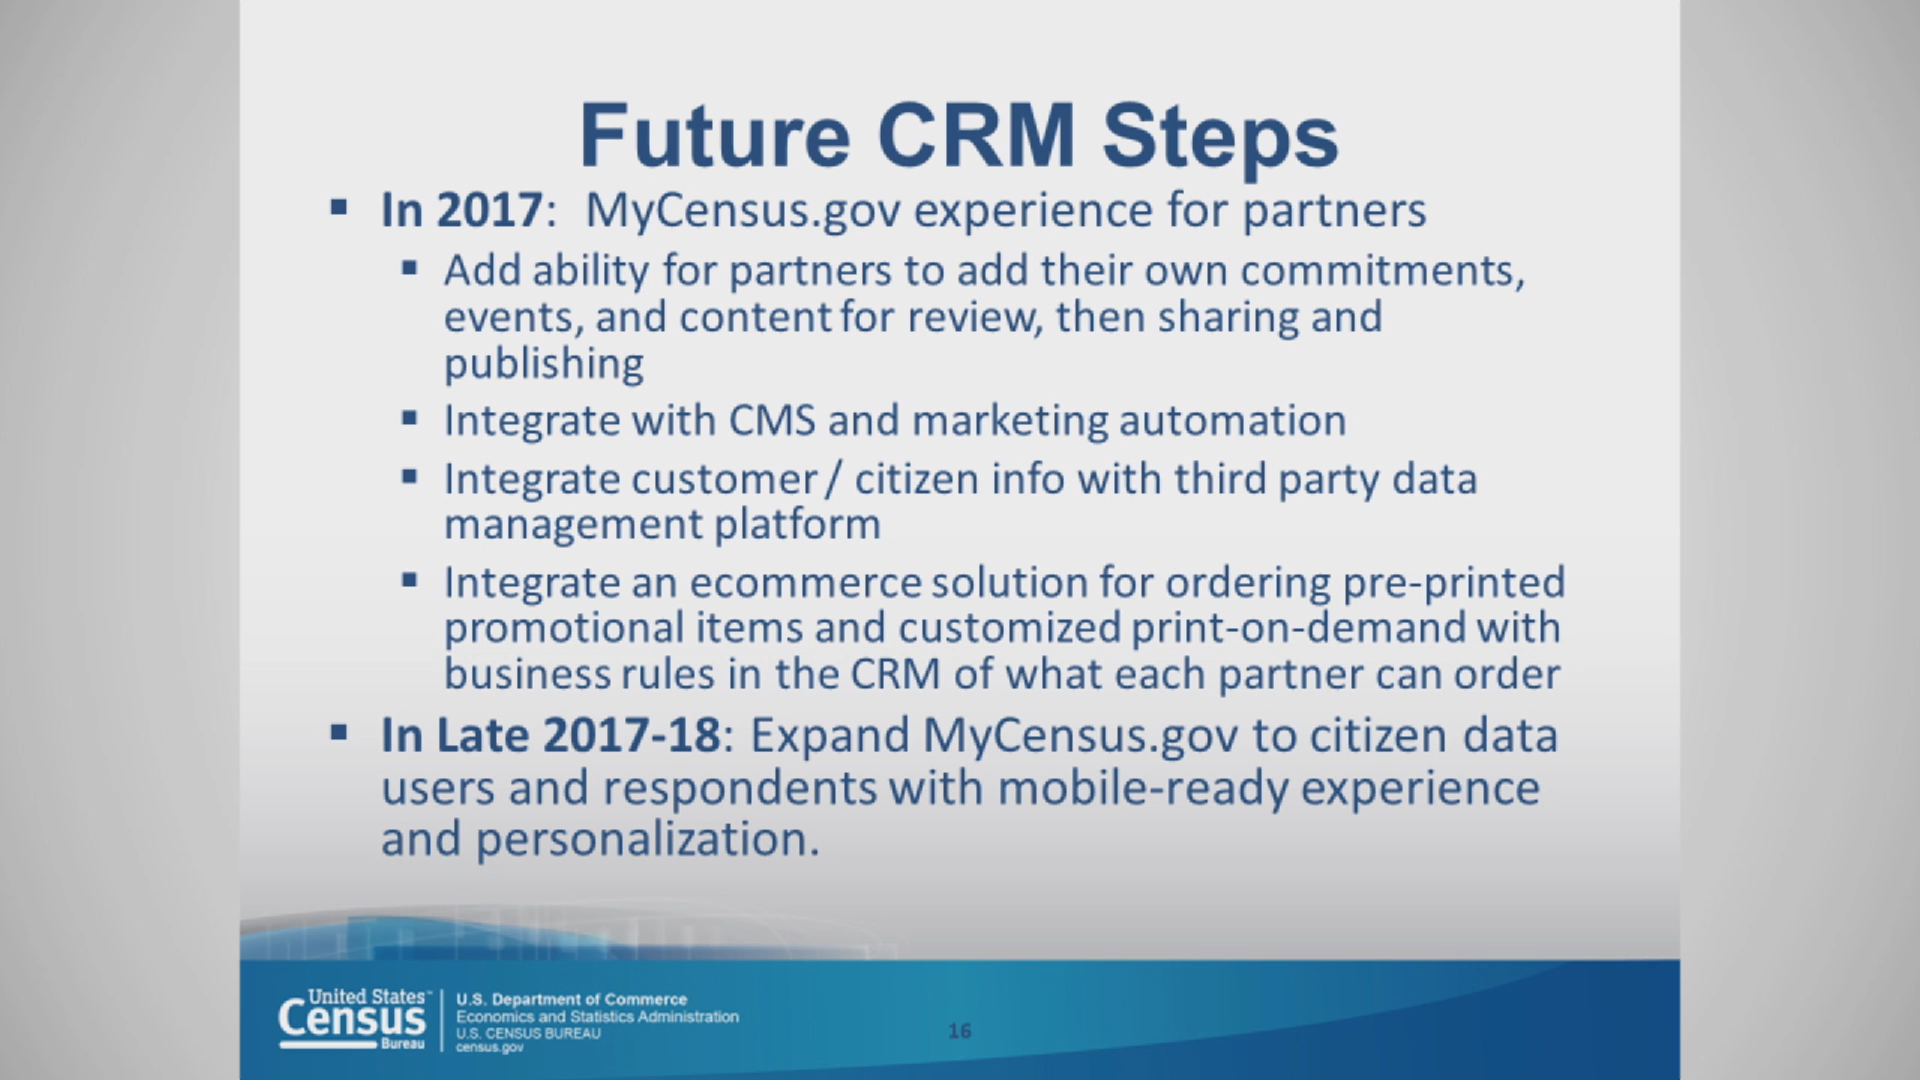 Future CRM Steps
▪ In 2017: MyCensus.gov experience for partners
▪ Add ability for partners to add their own commitments,
events, and content for review, then sharing and
publishing
▪ Integrate with CMS and marketing automation
▪ Integrate customer / citizen info with third party data
management platform
▪ Integrate an ecommerce solution for ordering pre-printed
promotional items and customized print-on-demand with
business rules in the CRM of what each partner can order
▪ In Late 2017-18: Expand MyCensus.gov to citizen data
users and respondents with mobile-ready experience
and personalization.
United States™
Census
Bureau
U.S. Department of Commerce
Economics and Statistics Administration
U.S. CENSUS BUREAU
census.gov
16